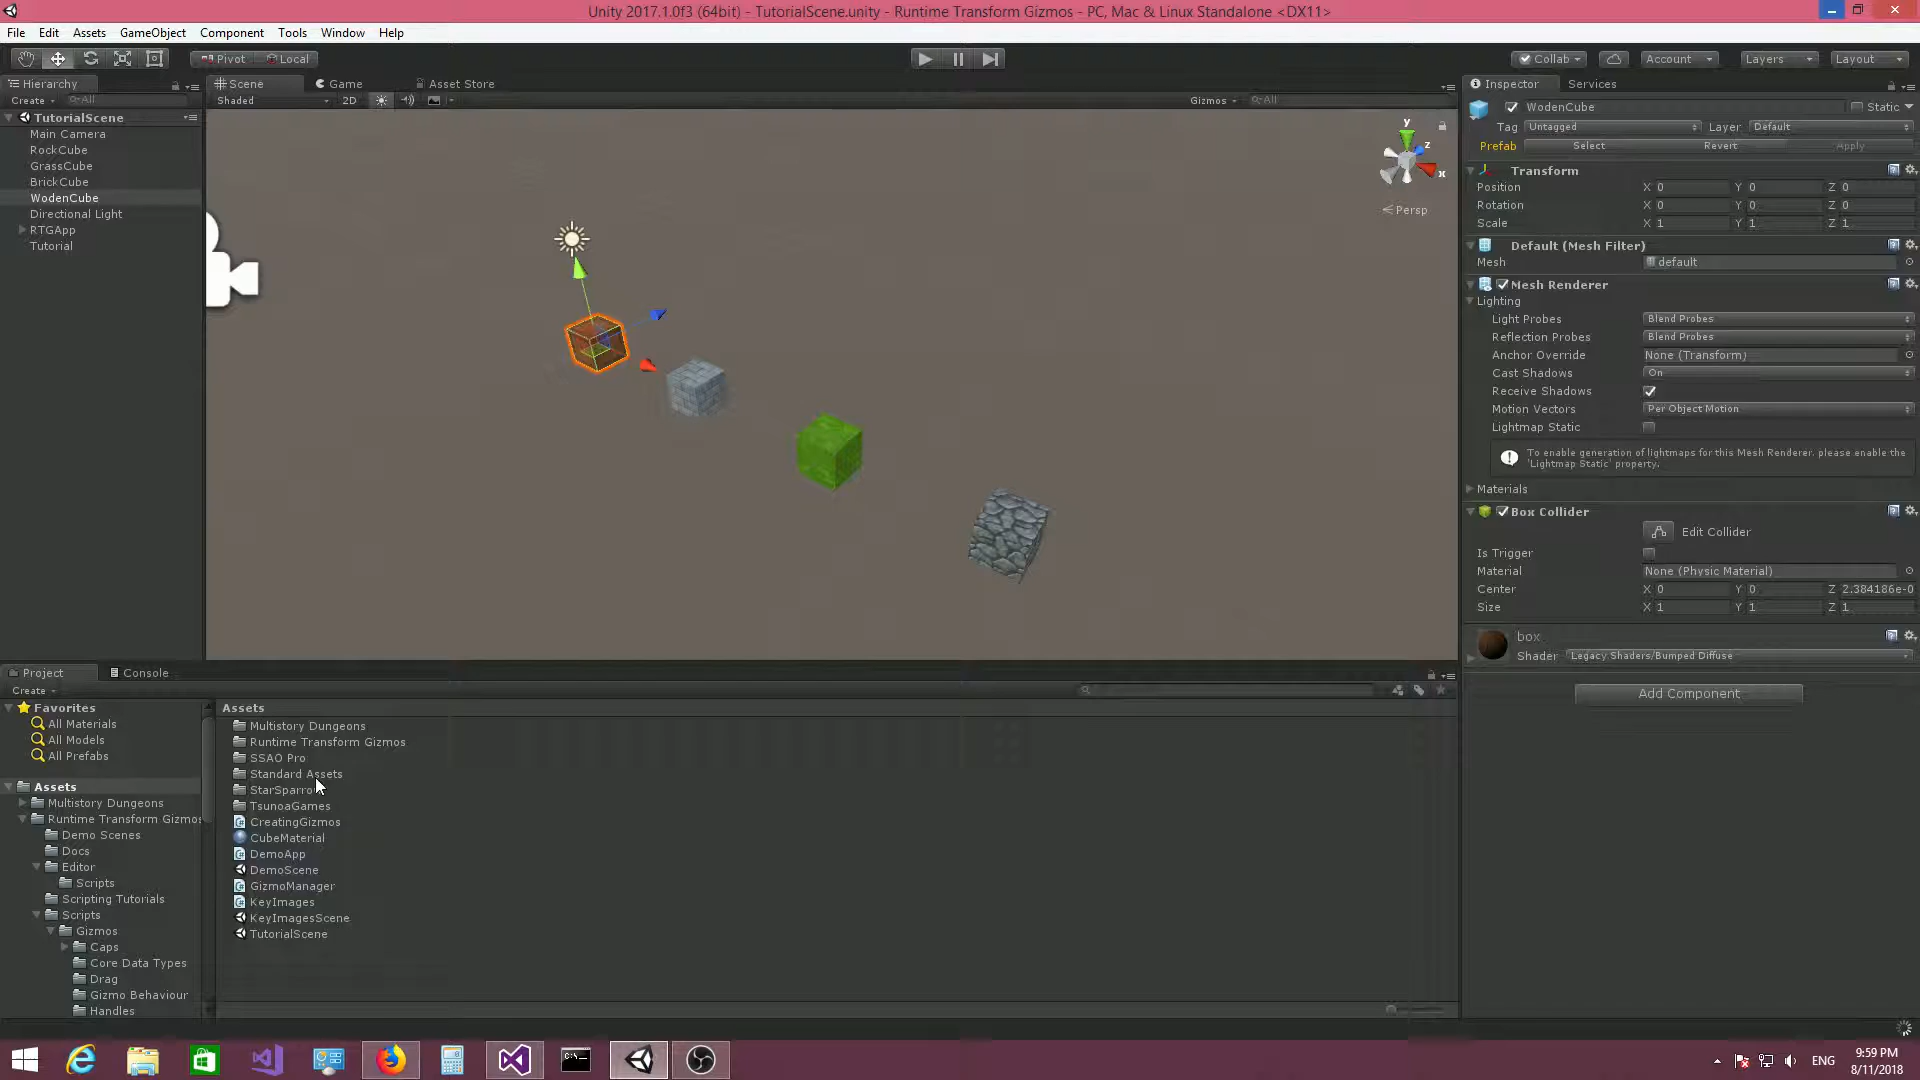 Unity 2017.1.0f3 (64bit) - TutorialScene.unity - Runtime Transform Gizmos - PC, Mac & Linux Standalone <DX11>
File Edit Assets GameObject Component Tools Window Help
Pivot Local Collab Account Layers Layout
Hierarchy Scene Game Asset Store Inspector Services
Create All Shaded 2D Gizmos All
WodenCube Static
TutorialScene
Main Camera
RockCube
GrassCube
BrickCube
WodenCube
Directional Light
RTGApp
Tutorial
y
z
x
Persp
Tag Untagged Layer Default
Prefab Select Revert Apply
Transform
Position X 0 Y 0 Z 0
Rotation X 0 Y 0 Z 0
Scale X 1 Y 1 Z 1
Default (Mesh Filter)
Mesh default
Mesh Renderer
Lighting
Light Probes Blend Probes
Reflection Probes Blend Probes
Anchor Override None (Transform)
Cast Shadows On
Receive Shadows
Motion Vectors Per Object Motion
Lightmap Static
To enable generation of lightmaps for this Mesh Renderer, please enable the
'Lightmap Static' property.
Materials
Box Collider
Edit Collider
Is Trigger
Material None (Physic Material)
Center X 0 Y 0 Z 2.384186e-0
Size X 1 Y 1 Z 1
box
Shader Legacy Shaders/Bumped Diffuse
Add Component
Project Console
Create
Favorites
All Materials
All Models
All Prefabs
Assets
Multistory Dungeons
Runtime Transform Gizmos
Demo Scenes
Docs
Editor
Scripts
Scripting Tutorials
Scripts
Gizmos
Caps
Core Data Types
Drag
Gizmo Behaviour
Handles
Assets
Multistory Dungeons
Runtime Transform Gizmos
SSAO Pro
Standard Assets
StarSparro
TsunoaGames
CreatingGizmos
CubeMaterial
DemoApp
DemoScene
GizmoManager
KeyImages
KeyImagesScene
TutorialScene
ENG
9:59 PM
8/11/2018